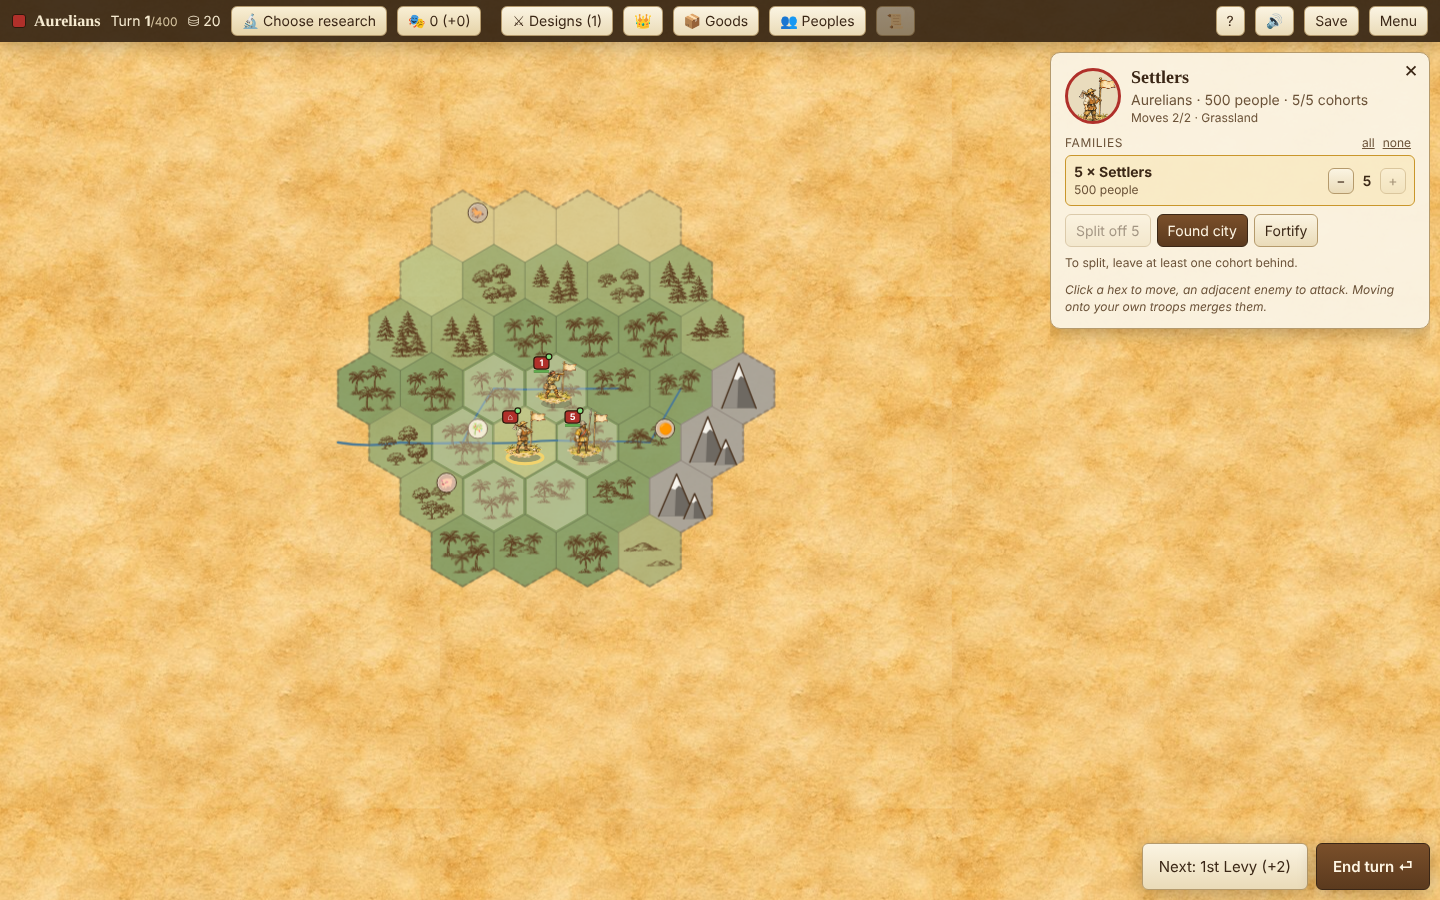 Aurelians Turn 1/400 20 Choose research 0 (+0) Designs (1) Goods Peoples ? Save Menu
Settlers
Aurelians · 500 people · 5/5 cohorts
Moves 2/2 · Grassland
FAMILIES all none
5 × Settlers
500 people
− 5 +
Split off 5 Found city Fortify
To split, leave at least one cohort behind.
Click a hex to move, an adjacent enemy to attack. Moving
onto your own troops merges them.
1
5
Next: 1st Levy (+2) End turn ⏎